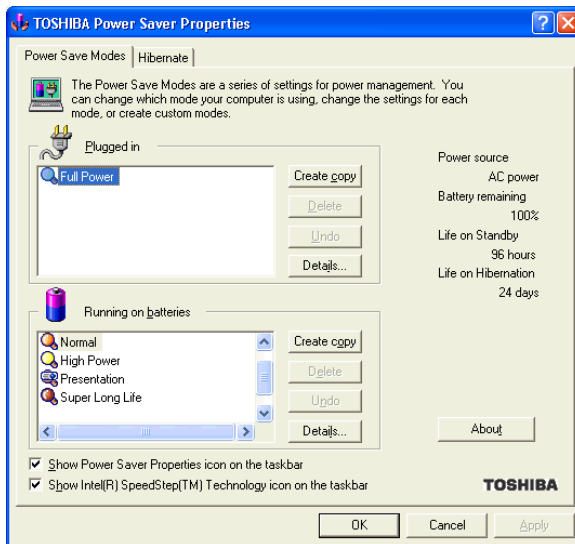 TOSHIBA Power Saver Properties
Power Save Modes
Hibernate
The Power Save Modes are a series of settings for power management. You
can change which mode your computer is using, change the settings for each
mode, or create custom modes.
Plugged in
Full Power
Create copy
Delete
Undo
Details...
Power source
AC power
Battery remaining
100%
Life on Standby
96 hours
Life on Hibernation
24 days
Running on batteries
Normal
High Power
Presentation
Super Long Life
Create copy
Delete
Undo
Details...
About
Show Power Saver Properties icon on the taskbar
Show Intel(R) SpeedStep(TM) Technology icon on the taskbar
TOSHIBA
OK
Cancel
Apply